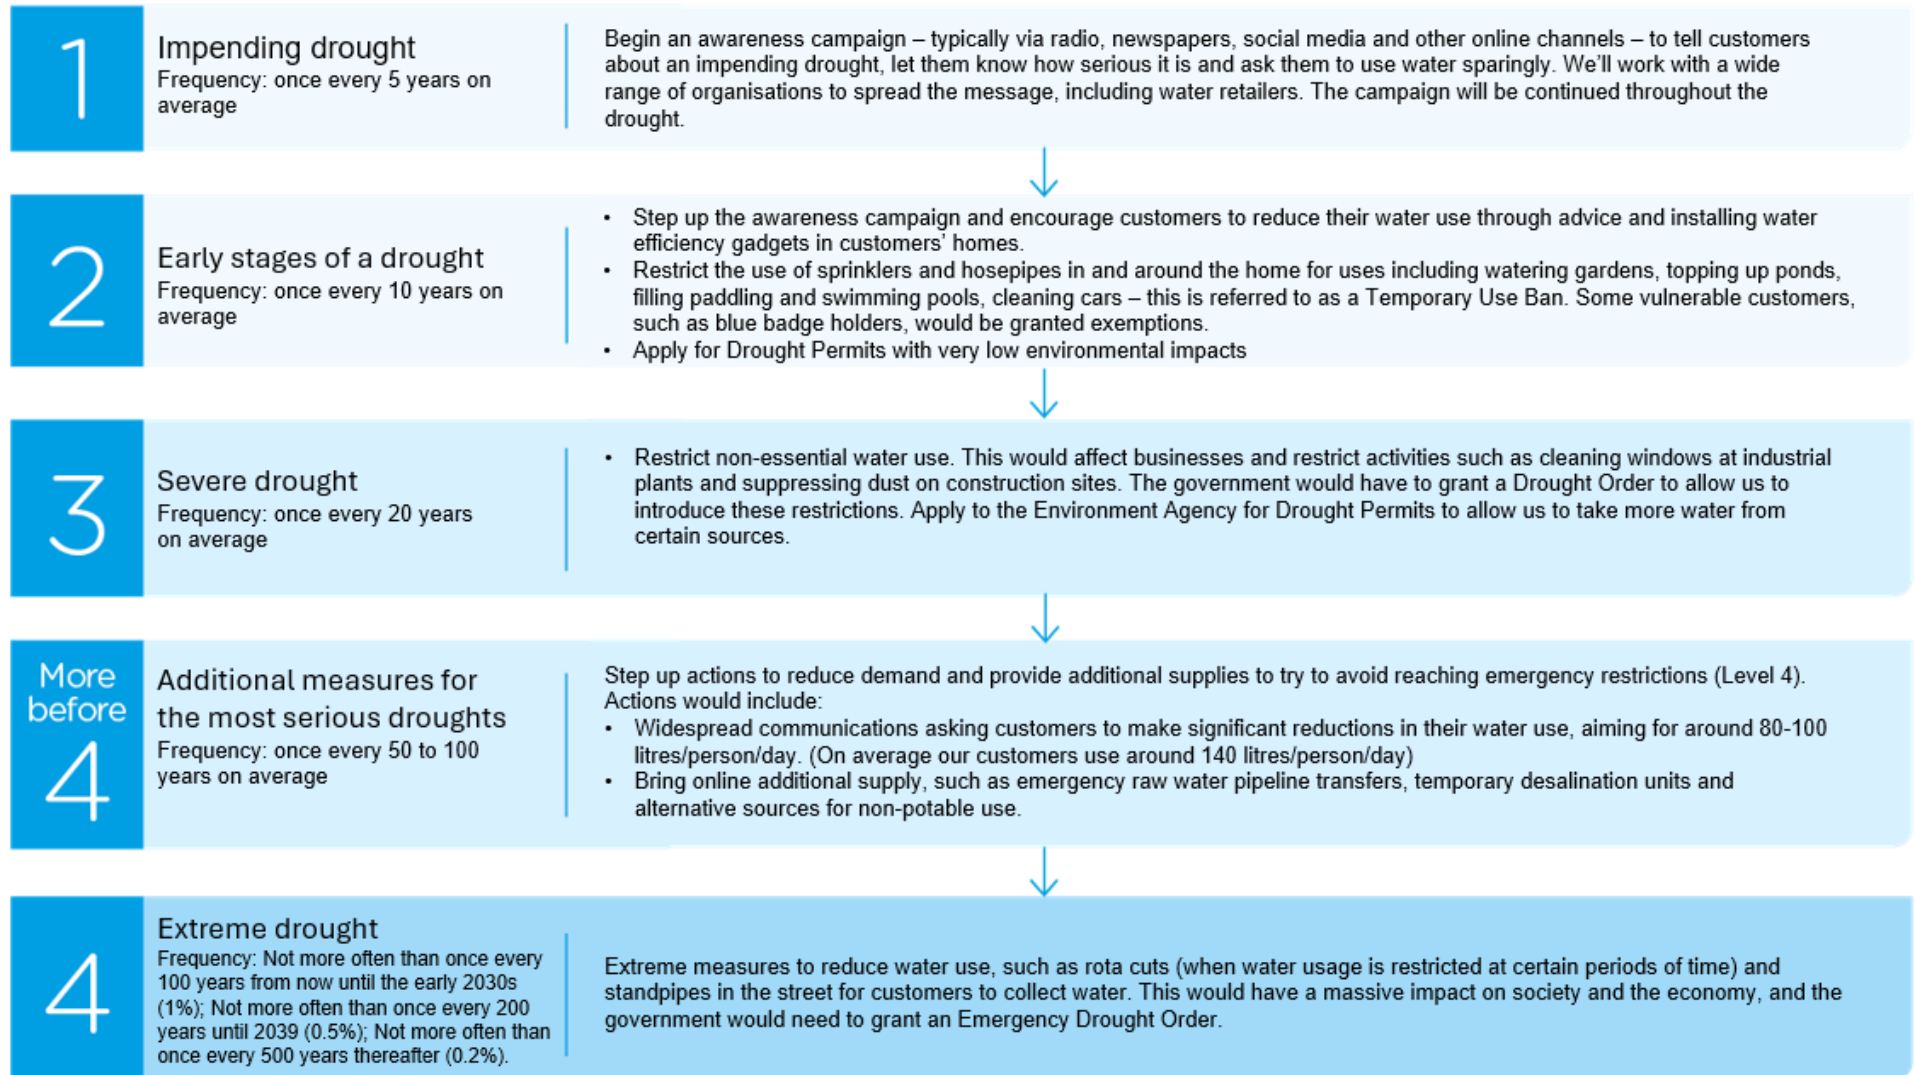 1
Impending drought
Frequency: once every 5 years on
average
Begin an awareness campaign – typically via radio, newspapers, social media and other online channels – to tell customers
about an impending drought, let them know how serious it is and ask them to use water sparingly. We'll work with a wide
range of organisations to spread the message, including water retailers. The campaign will be continued throughout the
drought.
2
Early stages of a drought
Frequency: once every 10 years on
average
• Step up the awareness campaign and encourage customers to reduce their water use through advice and installing water
efficiency gadgets in customers' homes.
• Restrict the use of sprinklers and hosepipes in and around the home for uses including watering gardens, topping up ponds,
filling paddling and swimming pools, cleaning cars – this is referred to as a Temporary Use Ban. Some vulnerable customers,
such as blue badge holders, would be granted exemptions.
• Apply for Drought Permits with very low environmental impacts
3
Severe drought
Frequency: once every 20 years
on average
• Restrict non-essential water use. This would affect businesses and restrict activities such as cleaning windows at industrial
plants and suppressing dust on construction sites. The government would have to grant a Drought Order to allow us to
introduce these restrictions. Apply to the Environment Agency for Drought Permits to allow us to take more water from
certain sources.
More
before
4
Additional measures for
the most serious droughts
Frequency: once every 50 to 100
years on average
Step up actions to reduce demand and provide additional supplies to try to avoid reaching emergency restrictions (Level 4).
Actions would include:
• Widespread communications asking customers to make significant reductions in their water use, aiming for around 80-100
litres/person/day. (On average our customers use around 140 litres/person/day)
• Bring online additional supply, such as emergency raw water pipeline transfers, temporary desalination units and
alternative sources for non-potable use.
4
Extreme drought
Frequency: Not more often than once every
100 years from now until the early 2030s
(1%); Not more often than once every 200
years until 2039 (0.5%); Not more often than
once every 500 years thereafter (0.2%).
Extreme measures to reduce water use, such as rota cuts (when water usage is restricted at certain periods of time) and
standpipes in the street for customers to collect water. This would have a massive impact on society and the economy, and the
government would need to grant an Emergency Drought Order.